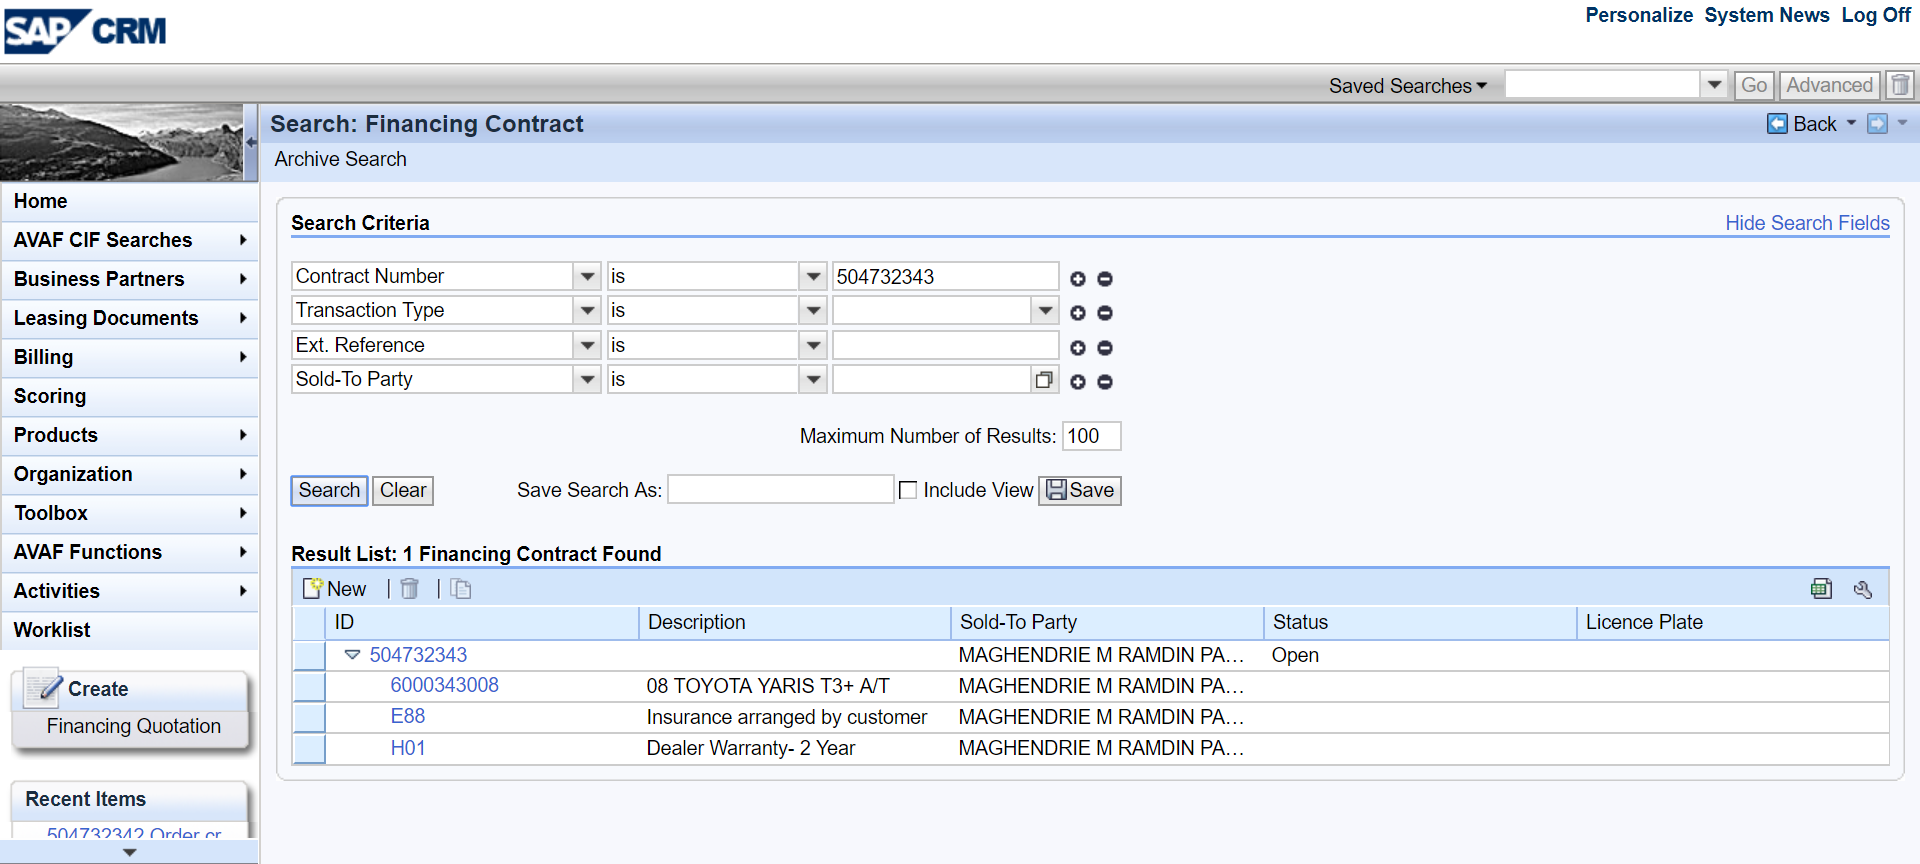 SAP CRM
Personalize System News Log Off
Saved Searches Go Advanced
Search: Financing Contract
Back
Archive Search
Home
AVAF CIF Searches
Business Partners
Leasing Documents
Billing
Scoring
Products
Organization
Toolbox
AVAF Functions
Activities
Worklist
Create
Financing Quotation
Recent Items
504732342 Order cr
Search Criteria
Hide Search Fields
Contract Number is 504732343
Transaction Type is
Ext. Reference is
Sold-To Party is
Maximum Number of Results: 100
Search Clear Save Search As: Include View Save
Result List: 1 Financing Contract Found
New
ID Description Sold-To Party Status Licence Plate
504732343 MAGHENDRIE M RAMDIN PA... Open
6000343008 08 TOYOTA YARIS T3+ A/T MAGHENDRIE M RAMDIN PA...
E88 Insurance arranged by customer MAGHENDRIE M RAMDIN PA...
H01 Dealer Warranty- 2 Year MAGHENDRIE M RAMDIN PA...